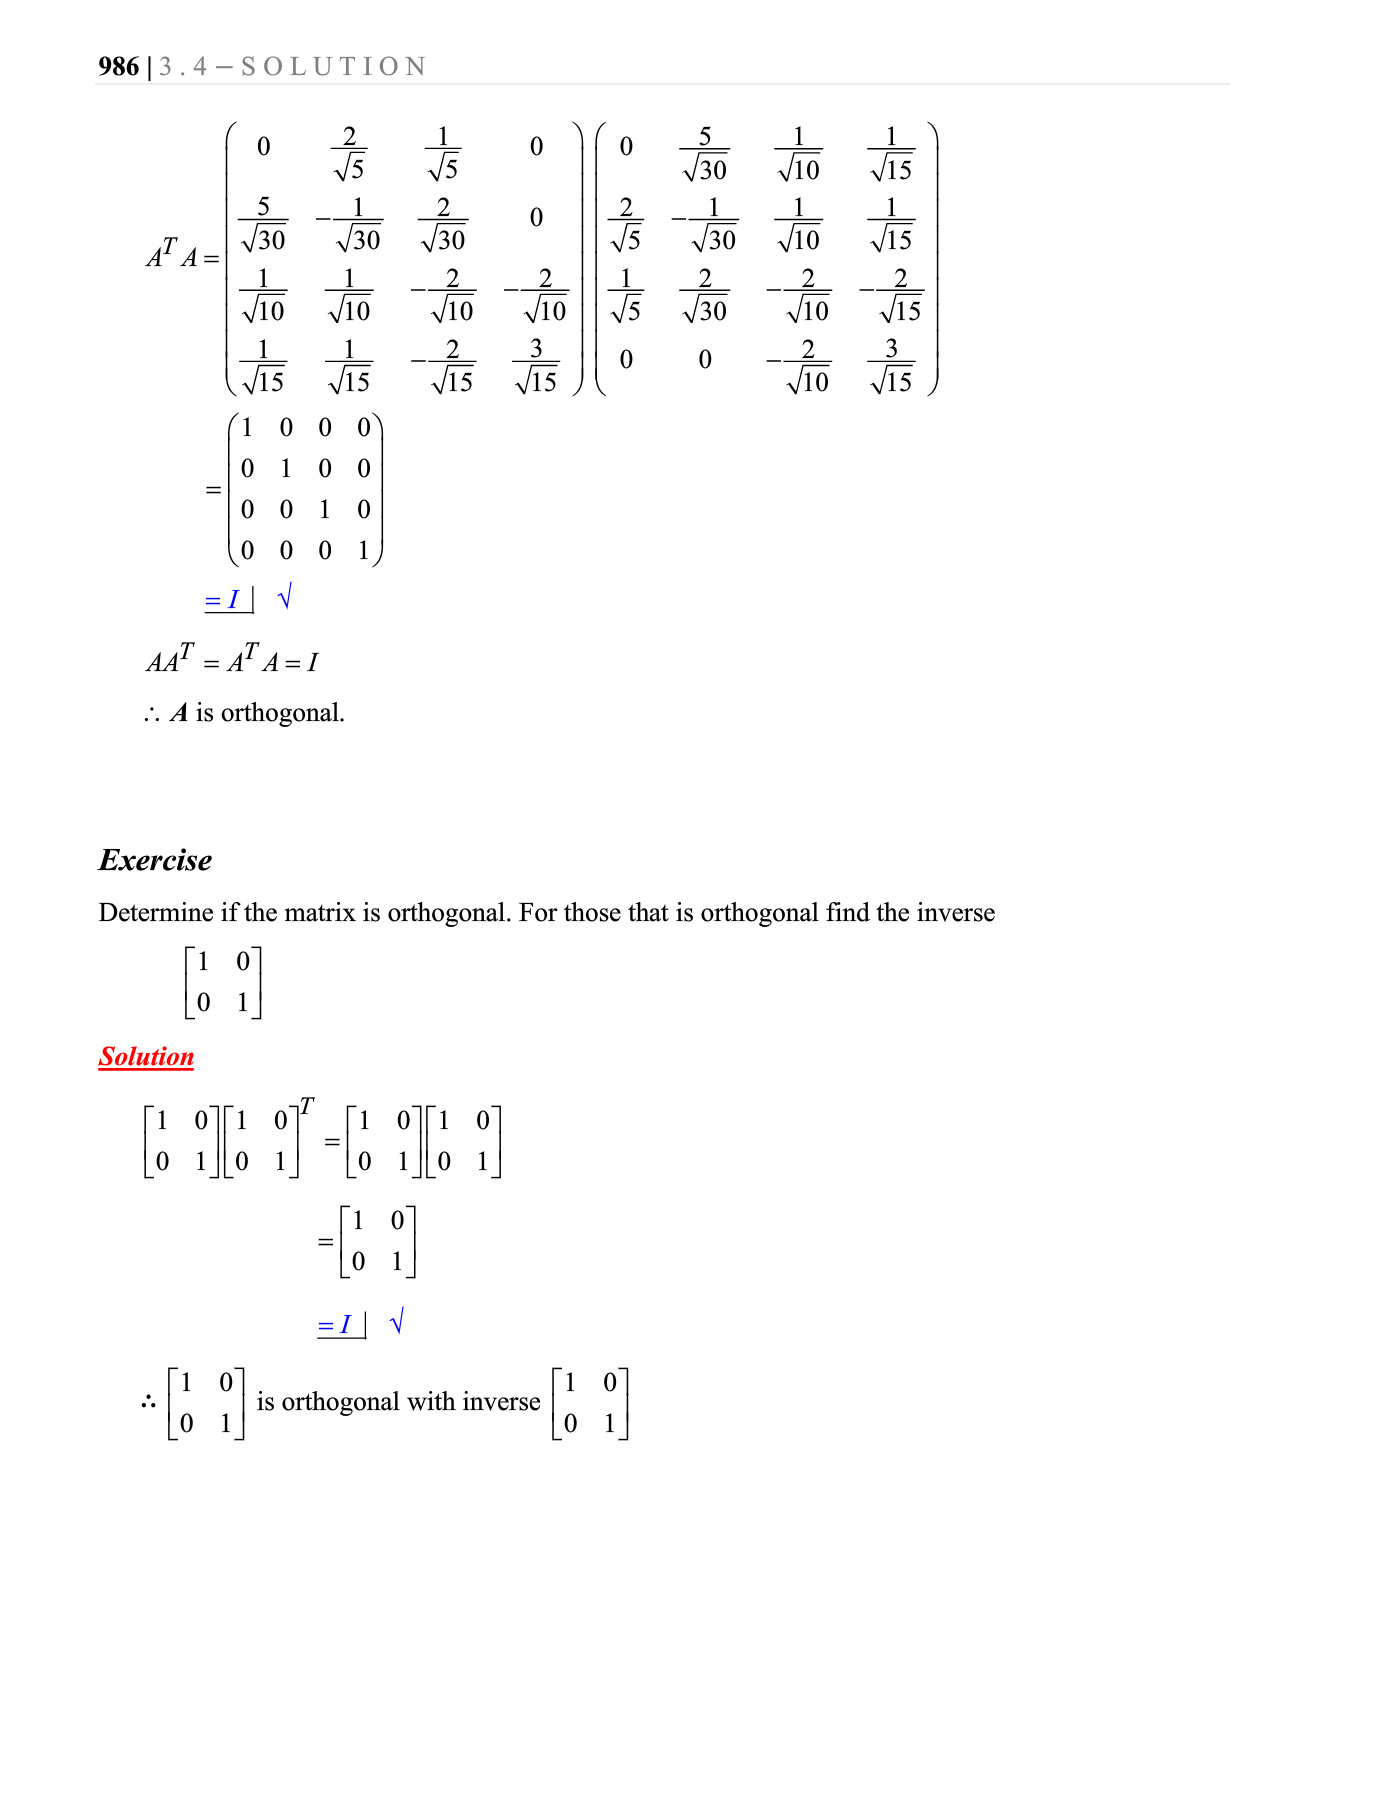 986 | 3 . 4 – S O L U T I O N
A^T A = \begin{pmatrix} 0 & \frac{2}{\sqrt{5}} & \frac{1}{\sqrt{5}} & 0 \\ \frac{5}{\sqrt{30}} & -\frac{1}{\sqrt{30}} & \frac{2}{\sqrt{30}} & 0 \\ \frac{1}{\sqrt{10}} & \frac{1}{\sqrt{10}} & -\frac{2}{\sqrt{10}} & -\frac{2}{\sqrt{10}} \\ \frac{1}{\sqrt{15}} & \frac{1}{\sqrt{15}} & -\frac{2}{\sqrt{15}} & \frac{3}{\sqrt{15}} \end{pmatrix} \begin{pmatrix} 0 & \frac{5}{\sqrt{30}} & \frac{1}{\sqrt{10}} & \frac{1}{\sqrt{15}} \\ \frac{2}{\sqrt{5}} & -\frac{1}{\sqrt{30}} & \frac{1}{\sqrt{10}} & \frac{1}{\sqrt{15}} \\ \frac{1}{\sqrt{5}} & \frac{2}{\sqrt{30}} & -\frac{2}{\sqrt{10}} & -\frac{2}{\sqrt{15}} \\ 0 & 0 & -\frac{2}{\sqrt{10}} & \frac{3}{\sqrt{15}} \end{pmatrix}
= \begin{pmatrix} 1 & 0 & 0 & 0 \\ 0 & 1 & 0 & 0 \\ 0 & 0 & 1 & 0 \\ 0 & 0 & 0 & 1 \end{pmatrix}
= I | √
AA^T = A^T A = I
∴ A is orthogonal.
Exercise
Determine if the matrix is orthogonal. For those that is orthogonal find the inverse
\begin{bmatrix} 1 & 0 \\ 0 & 1 \end{bmatrix}
Solution
\begin{bmatrix} 1 & 0 \\ 0 & 1 \end{bmatrix} \begin{bmatrix} 1 & 0 \\ 0 & 1 \end{bmatrix}^T = \begin{bmatrix} 1 & 0 \\ 0 & 1 \end{bmatrix} \begin{bmatrix} 1 & 0 \\ 0 & 1 \end{bmatrix}
= \begin{bmatrix} 1 & 0 \\ 0 & 1 \end{bmatrix}
= I | √
∴ \begin{bmatrix} 1 & 0 \\ 0 & 1 \end{bmatrix} is orthogonal with inverse \begin{bmatrix} 1 & 0 \\ 0 & 1 \end{bmatrix}